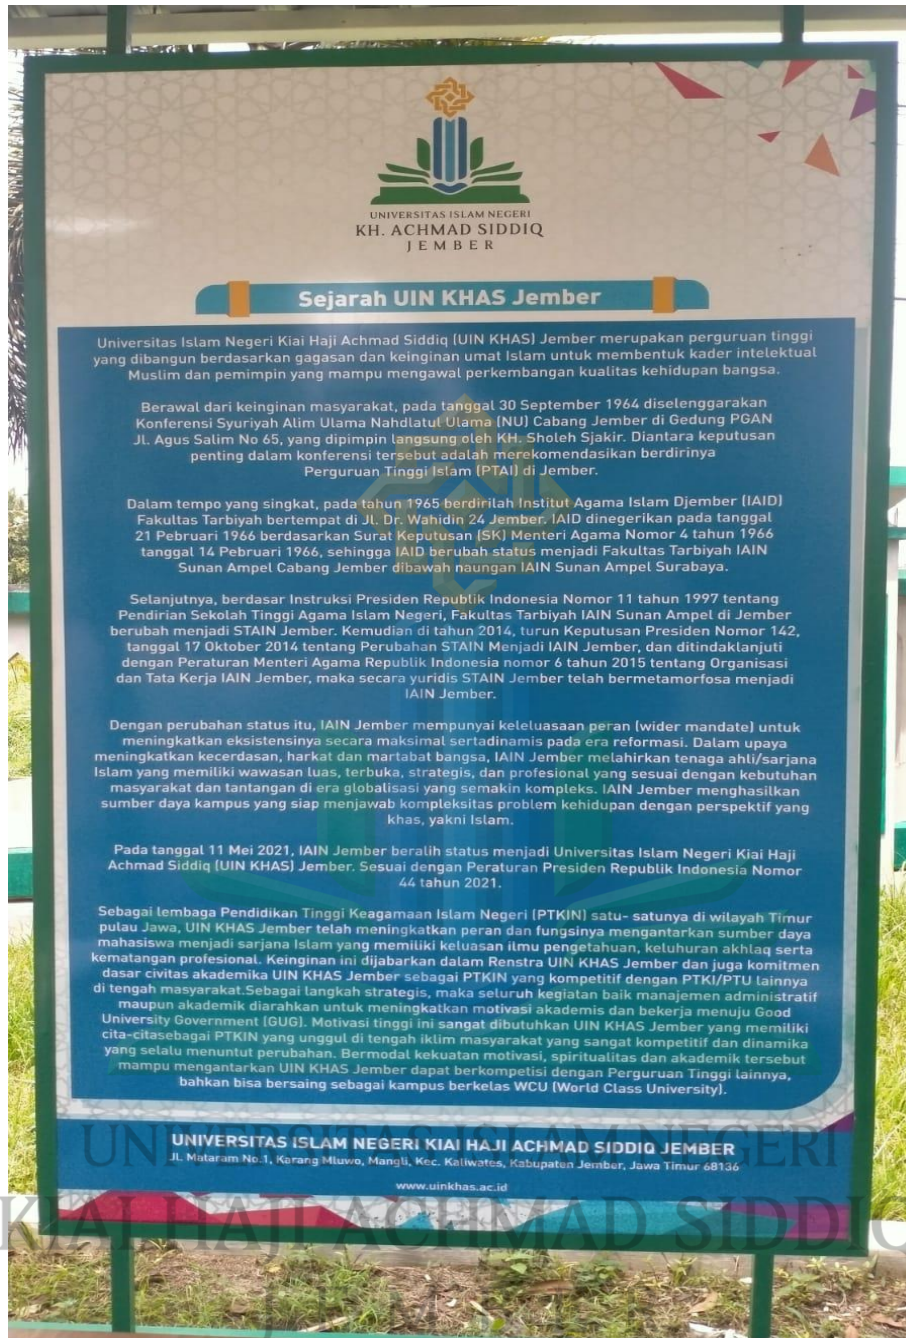 UNIVERSITAS ISLAM NEGERI
KH. ACHMAD SIDDIQ
JEMBER
Sejarah UIN KHAS Jember
Universitas Islam Negeri Kiai Haji Achmad Siddiq (UIN KHAS) Jember merupakan perguruan tinggi
yang dibangun berdasarkan gagasan dan keinginan umat Islam untuk membentuk kader intelektual
Muslim dan pemimpin yang mampu mengawal perkembangan kualitas kehidupan bangsa.
Berawal dari keinginan masyarakat, pada tanggal 30 September 1964 diselenggarakan
Konferensi Syuriyah Alim Ulama Nahdlatul Ulama (NU) Cabang Jember di Gedung PGAN
Jl. Agus Salim No 65, yang dipimpin langsung oleh KH. Sholeh Sjakir. Diantara keputusan
penting dalam konferensi tersebut adalah merekomendasikan berdirinya
Perguruan Tinggi Islam (PTAI) di Jember.
Dalam tempo yang singkat, pada tahun 1965 berdirilah Institut Agama Islam Djember (IAID)
Fakultas Tarbiyah bertempat di Jl. Dr. Wahidin 24 Jember. IAID dinegerikan pada tanggal
21 Pebruari 1966 berdasarkan Surat Keputusan (SK) Menteri Agama Nomor 4 tahun 1966
tanggal 14 Pebruari 1966, sehingga IAID berubah status menjadi Fakultas Tarbiyah IAIN
Sunan Ampel Cabang Jember dibawah naungan IAIN Sunan Ampel Surabaya.
Selanjutnya, berdasar Instruksi Presiden Republik Indonesia Nomor 11 tahun 1997 tentang
Pendirian Sekolah Tinggi Agama Islam Negeri, Fakultas Tarbiyah IAIN Sunan Ampel di Jember
berubah menjadi STAIN Jember. Kemudian di tahun 2014, turun Keputusan Presiden Nomor 142,
tanggal 17 Oktober 2014 tentang Perubahan STAIN Menjadi IAIN Jember, dan ditindaklanjuti
dengan Peraturan Menteri Agama Republik Indonesia nomor 6 tahun 2015 tentang Organisasi
dan Tata Kerja IAIN Jember, maka secara yuridis STAIN Jember telah bermetamorfosa menjadi
IAIN Jember.
Dengan perubahan status itu, IAIN Jember mempunyai keleluasaan peran (wider mandate) untuk
meningkatkan eksistensinya secara maksimal sertadinamis pada era reformasi. Dalam upaya
meningkatkan kecerdasan, harkat dan martabat bangsa, IAIN Jember melahirkan tenaga ahli/sarjana
Islam yang memiliki wawasan luas, terbuka, strategis, dan profesional yang sesuai dengan kebutuhan
masyarakat dan tantangan di era globalisasi yang semakin kompleks. IAIN Jember menghasilkan
sumber daya kampus yang siap menjawab kompleksitas problem kehidupan dengan perspektif yang
khas, yakni Islam.
Pada tanggal 11 Mei 2021, IAIN Jember beralih status menjadi Universitas Islam Negeri Kiai Haji
Achmad Siddiq (UIN KHAS) Jember. Sesuai dengan Peraturan Presiden Republik Indonesia Nomor
44 tahun 2021.
Sebagai lembaga Pendidikan Tinggi Keagamaan Islam Negeri (PTKIN) satu- satunya di wilayah Timur
pulau Jawa, UIN KHAS Jember telah meningkatkan peran dan fungsinya mengantarkan sumber daya
mahasiswa menjadi sarjana Islam yang memiliki keluasan ilmu pengetahuan, keluhuran akhlaq serta
kematangan profesional. Keinginan ini dijabarkan dalam Renstra UIN KHAS Jember dan juga komitmen
dasar civitas akademika UIN KHAS Jember sebagai PTKIN yang kompetitif dengan PTKI/PTU lainnya
di tengah masyarakat.Sebagai langkah strategis, maka seluruh kegiatan baik manajemen administratif
maupun akademik diarahkan untuk meningkatkan motivasi akademis dan bekerja menuju Good
University Government (GUG). Motivasi tinggi ini sangat dibutuhkan UIN KHAS Jember yang memiliki
cita-citasebagai PTKIN yang unggul di tengah iklim masyarakat yang sangat kompetitif dan dinamika
yang selalu menuntut perubahan. Bermodal kekuatan motivasi, spiritualitas dan akademik tersebut
mampu mengantarkan UIN KHAS Jember dapat berkompetisi dengan Perguruan Tinggi lainnya,
bahkan bisa bersaing sebagai kampus berkelas WCU (World Class University).
UNIVERSITAS ISLAM NEGERI KIAI HAJI ACHMAD SIDDIQ JEMBER
Jl. Mataram No.1, Karang Mluwo, Mangli, Kec. Kaliwates, Kabupaten Jember, Jawa Timur 68136
www.uinkhas.ac.id
UNIVERSITAS ISLAM NEGERI
KIAI HAJI ACHMAD SIDDIQ
JEMBER